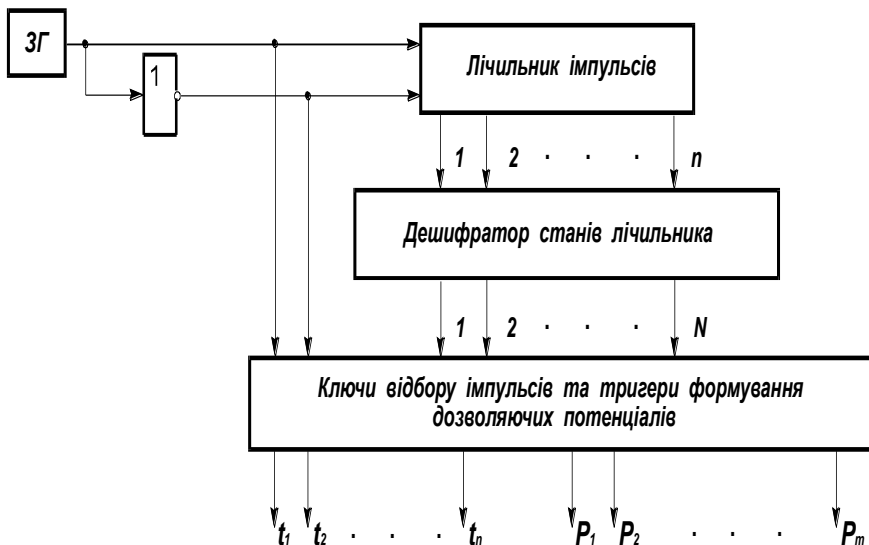 ЗГ
Лічильник імпульсів
1
1 2 · · · n
Дешифратор станів лічильника
1 2 · · · N
Ключи відбору імпульсів та тригери формування
дозволяючих потенціалів
t₁ t₂ · · · tₙ P₁ P₂ · · · Pₘ